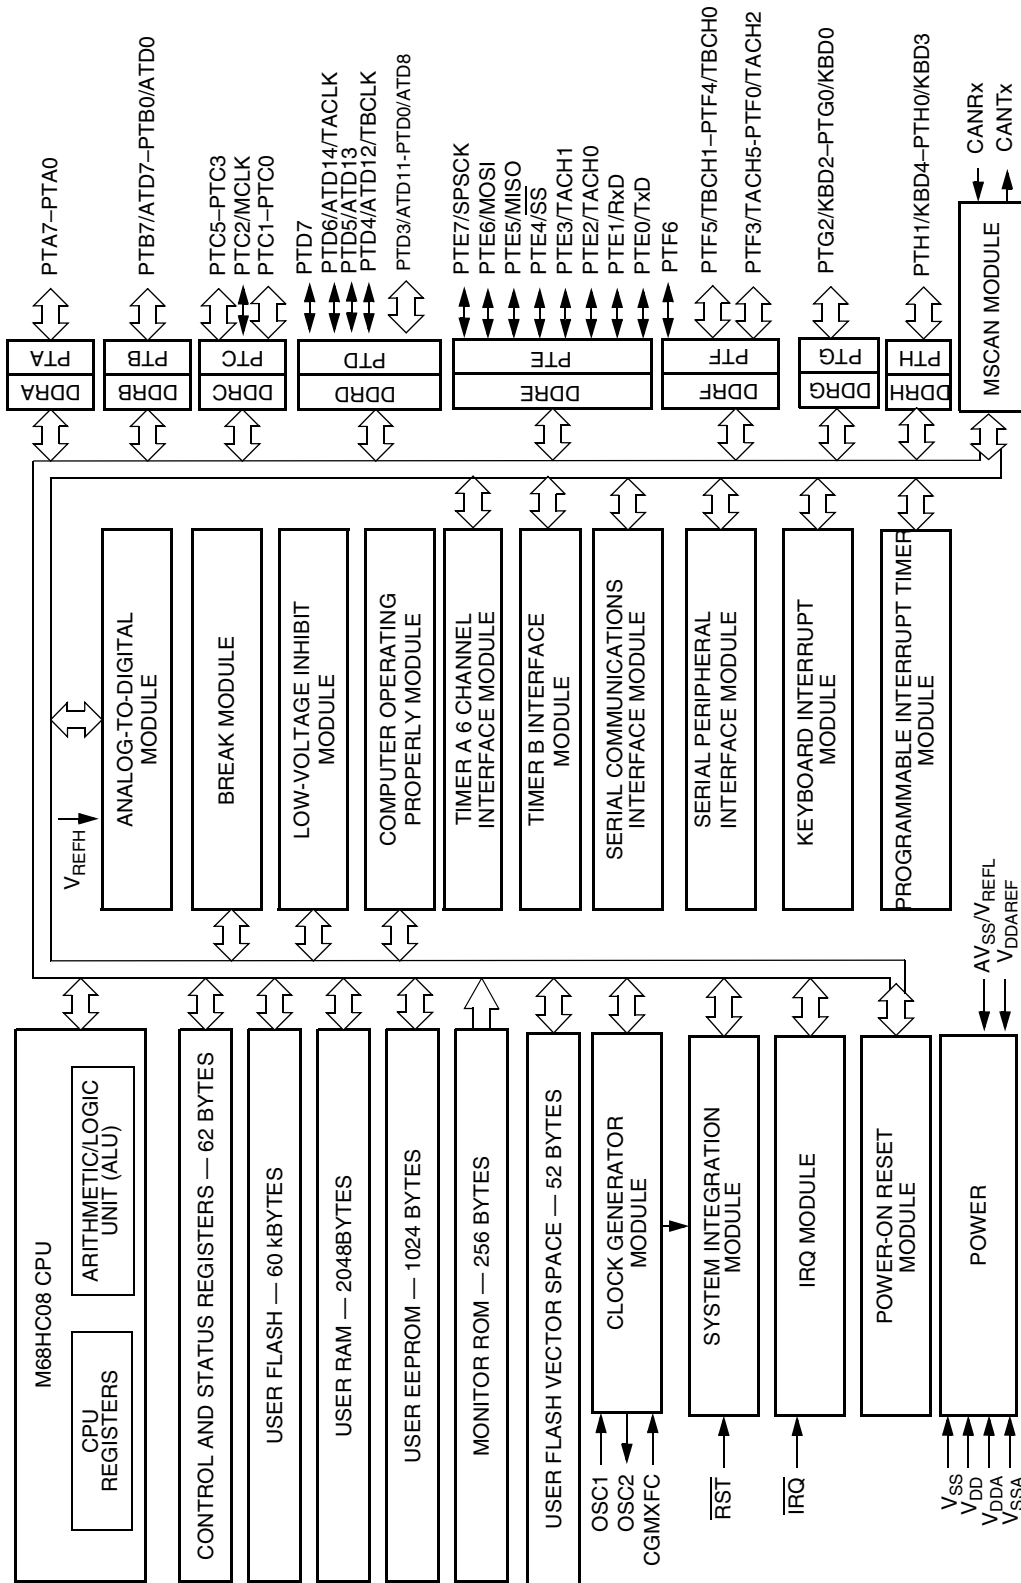 M68HC08 CPU
CPU
REGISTERS
ARITHMETIC/LOGIC
UNIT (ALU)
CONTROL AND STATUS REGISTERS — 62 BYTES
USER FLASH — 60 kBYTES
USER RAM — 2048BYTES
USER EEPROM — 1024 BYTES
MONITOR ROM — 256 BYTES
USER FLASH VECTOR SPACE — 52 BYTES
OSC1
OSC2
CGMXFC
CLOCK GENERATOR
MODULE
RST
SYSTEM INTEGRATION
MODULE
IRQ
IRQ MODULE
POWER-ON RESET
MODULE
VSS
VDD
VDDA
VSSA
POWER
AVSS/VREFL
VDDAREF
VREFH
ANALOG-TO-DIGITAL
MODULE
BREAK MODULE
LOW-VOLTAGE INHIBIT
MODULE
COMPUTER OPERATING
PROPERLY MODULE
TIMER A 6 CHANNEL
INTERFACE MODULE
TIMER B INTERFACE
MODULE
SERIAL COMMUNICATIONS
INTERFACE MODULE
SERIAL PERIPHERAL
INTERFACE MODULE
KEYBOARD INTERRUPT
MODULE
PROGRAMMABLE INTERRUPT TIMER
MODULE
DDRA
PTA
PTA7–PTA0
DDRB
PTB
PTB7/ATD7–PTB0/ATD0
DDRC
PTC
PTC5–PTC3
PTC2/MCLK
PTC1–PTC0
DDRD
PTD
PTD7
PTD6/ATD14/TACLK
PTD5/ATD13
PTD4/ATD12/TBCLK
PTD3/ATD11-PTD0/ATD8
DDRE
PTE
PTE7/SPSCK
PTE6/MOSI
PTE5/MISO
PTE4/SS
PTE3/TACH1
PTE2/TACH0
PTE1/RxD
PTE0/TxD
DDRF
PTF
PTF6
PTF5/TBCH1–PTF4/TBCH0
PTF3/TACH5-PTF0/TACH2
DDRG
PTG
PTG2/KBD2–PTG0/KBD0
DDRH
PTH
PTH1/KBD4–PTH0/KBD3
MSCAN MODULE
CANRx
CANTx